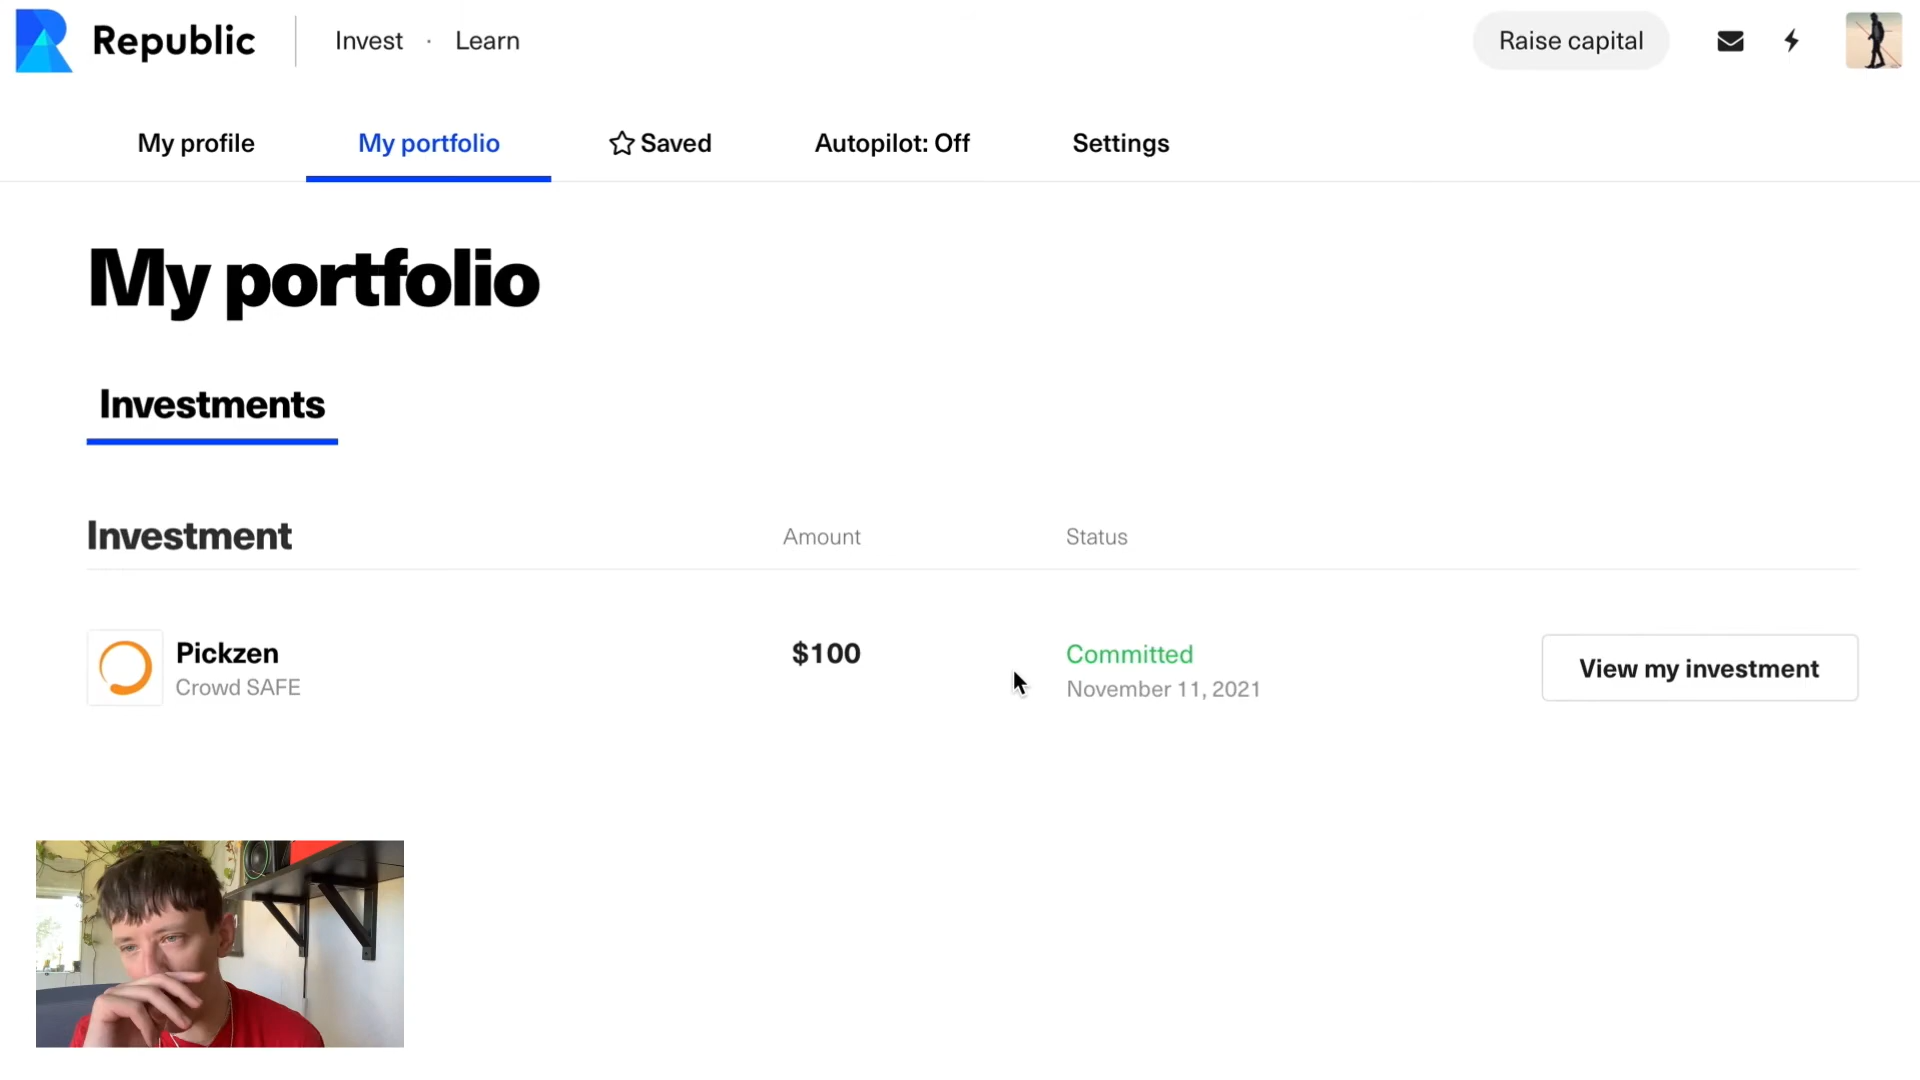 Republic
Invest · Learn
Raise capital
My profile
My portfolio
Saved
Autopilot: Off
Settings
My portfolio
Investments
Investment
Amount
Status
Pickzen
Crowd SAFE
$100
Committed
November 11, 2021
View my investment